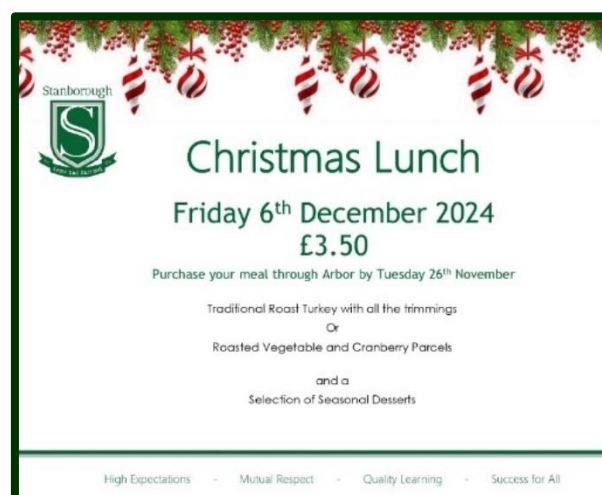 Stanborough
S
Christmas Lunch
Friday 6th December 2024
£3.50
Purchase your meal through Arbor by Tuesday 26th November
Traditional Roast Turkey with all the trimmings
Or
Roasted Vegetable and Cranberry Parcels
and a
Selection of Seasonal Desserts
High Expectations - Mutual Respect - Quality Learning - Success for All